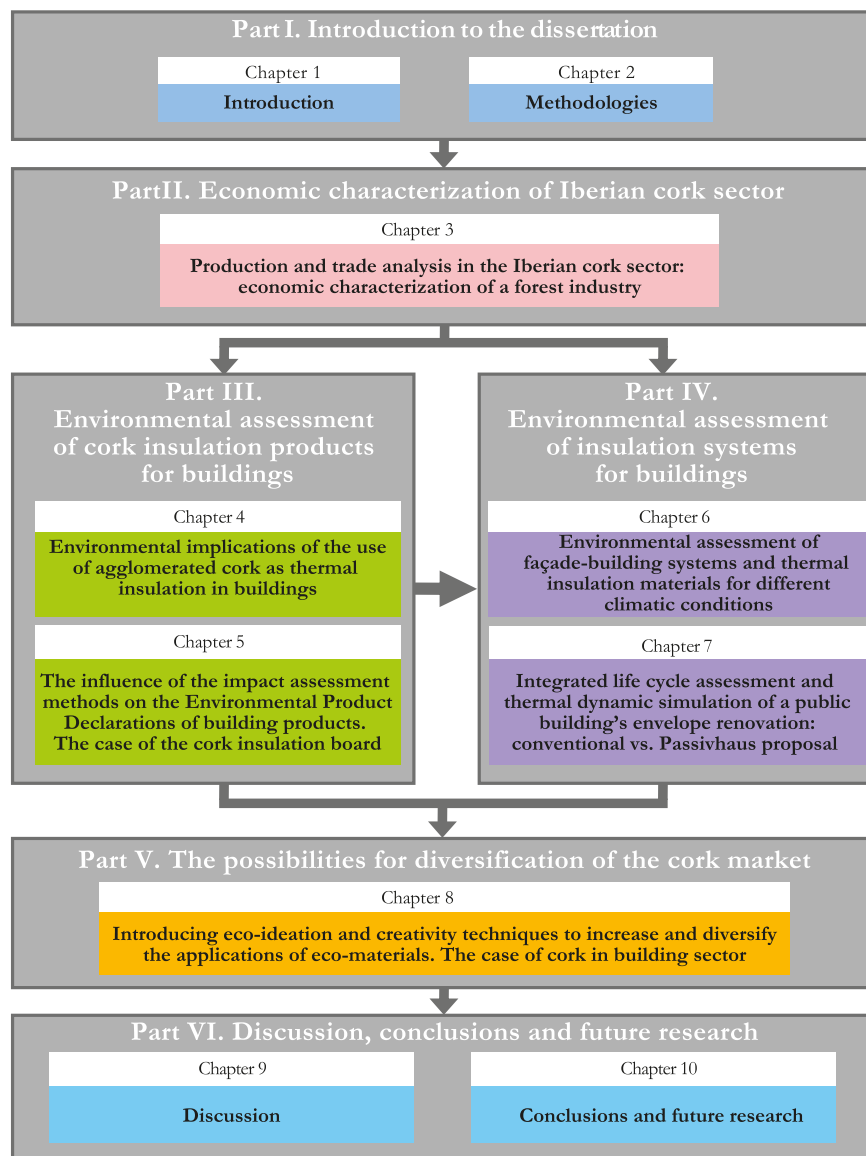 Part I. Introduction to the dissertation
Chapter 1
Introduction
Chapter 2
Methodologies
PartII. Economic characterization of Iberian cork sector
Chapter 3
Production and trade analysis in the Iberian cork sector:
economic characterization of a forest industry
Part III.
Environmental assessment
of cork insulation products
for buildings
Chapter 4
Environmental implications of the use
of agglomerated cork as thermal
insulation in buildings
Chapter 5
The influence of the impact assessment
methods on the Environmental Product
Declarations of building products.
The case of the cork insulation board
Part IV.
Environmental assessment
of insulation systems
for buildings
Chapter 6
Environmental assessment of
façade-building systems and thermal
insulation materials for different
climatic conditions
Chapter 7
Integrated life cycle assessment and
thermal dynamic simulation of a public
building’s envelope renovation:
conventional vs. Passivhaus proposal
Part V. The possibilities for diversification of the cork market
Chapter 8
Introducing eco-ideation and creativity techniques to increase and diversify
the applications of eco-materials. The case of cork in building sector
Part VI. Discussion, conclusions and future research
Chapter 9
Discussion
Chapter 10
Conclusions and future research